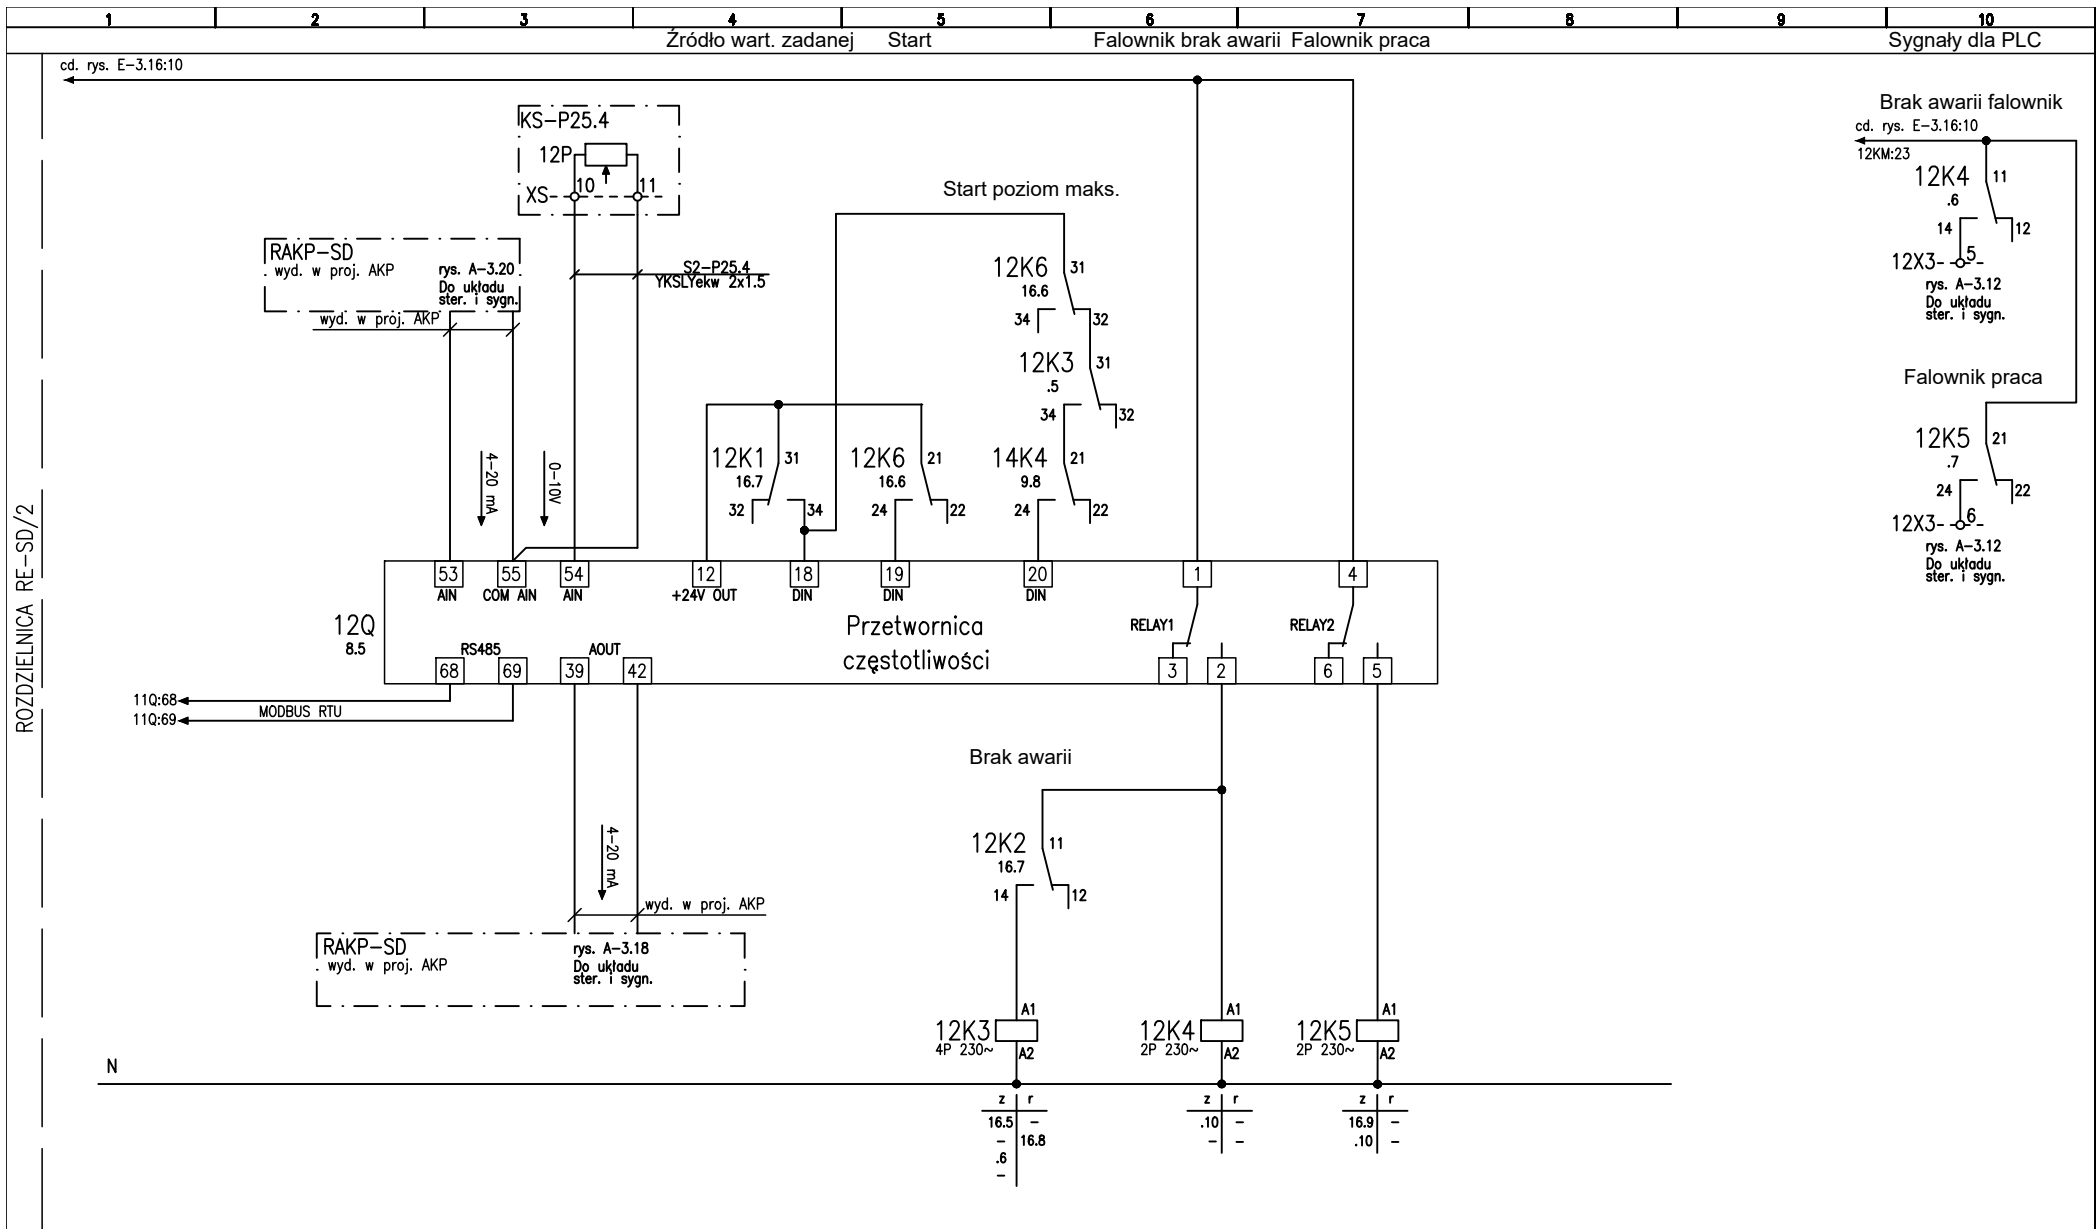 1 2 3 4 5 6 7 8 9 10
Źródło wart. zadanej Start Falownik brak awarii Falownik praca Sygnały dla PLC
cd. rys. E-3.16:10
KS-P25.4
12P
XS 10 11
RAKP-SD
wyd. w proj. AKP
rys. A-3.20
Do układu
ster. i sygn.
wyd. w proj. AKP
S2-P25.4
YKSLYekw 2x1.5
4-20 mA
0-10V
Start poziom maks.
12K6 31
16.6
34 32
12K3 31
.5
34 32
12K1 31
16.7
32 34
12K6 21
16.6
24 22
14K4 21
9.8
24 22
Brak awarii falownik
cd. rys. E-3.16:10
12KM:23
12K4 11
.6
14 12
12X3- 5
rys. A-3.12
Do układu
ster. i sygn.
Falownik praca
12K5 21
.7
24 22
12X3- 6
rys. A-3.12
Do układu
ster. i sygn.
ROZDZIELNICA RE-SD/2
53 55 54 12 18 19 20 1 4
AIN COM AIN AIN +24V OUT DIN DIN DIN
12Q
8.5
Przetwornica
częstotliwości
RELAY1 RELAY2
RS485 AOUT
68 69 39 42 3 2 6 5
11Q:68
11Q:69
MODBUS RTU
Brak awarii
12K2 11
16.7
14 12
4-20 mA
wyd. w proj. AKP
RAKP-SD
wyd. w proj. AKP
rys. A-3.18
Do układu
ster. i sygn.
12K3 A1
4P 230~ A2
12K4 A1
2P 230~ A2
12K5 A1
2P 230~ A2
N
z r
16.5 -
- 16.8
.6
-
z r
.10 -
- -
z r
16.9 -
.10 -